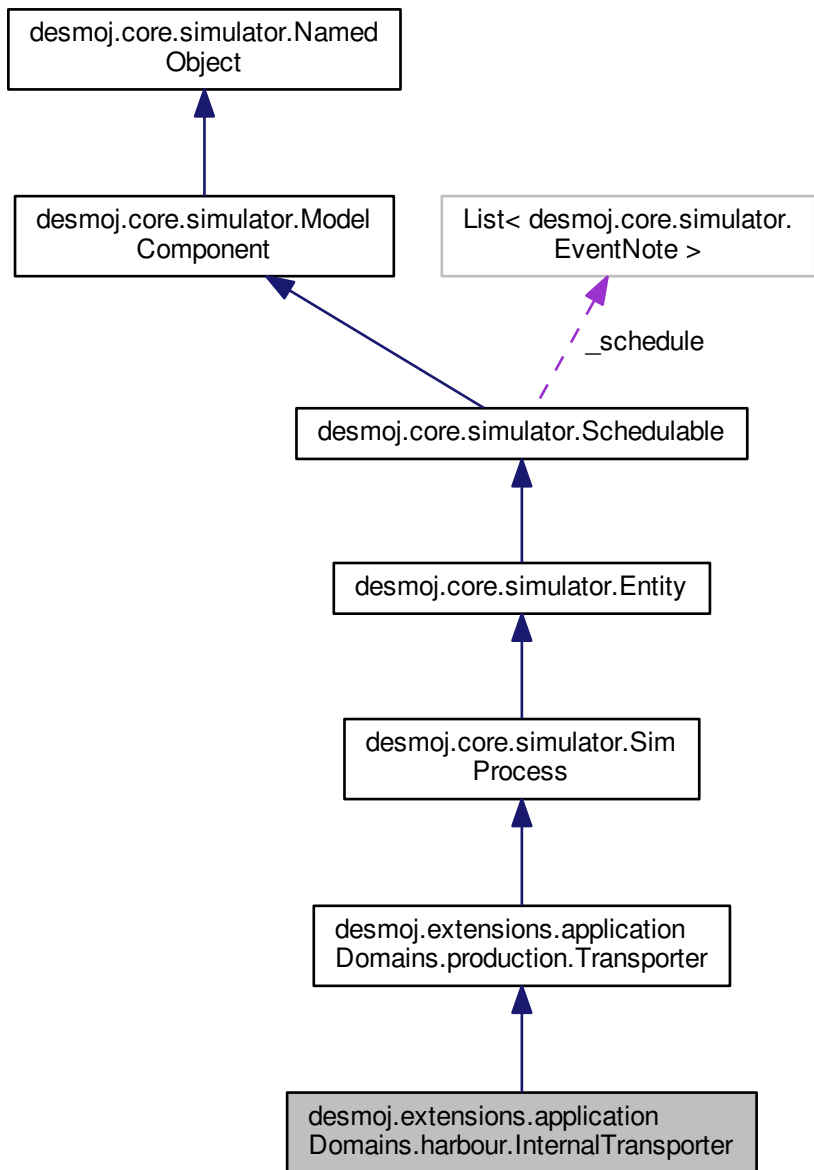 desmoj.core.simulator.Named
Object
desmoj.core.simulator.Model
Component
List< desmoj.core.simulator.
EventNote >
_schedule
desmoj.core.simulator.Schedulable
desmoj.core.simulator.Entity
desmoj.core.simulator.Sim
Process
desmoj.extensions.application
Domains.production.Transporter
desmoj.extensions.application
Domains.harbour.InternalTransporter